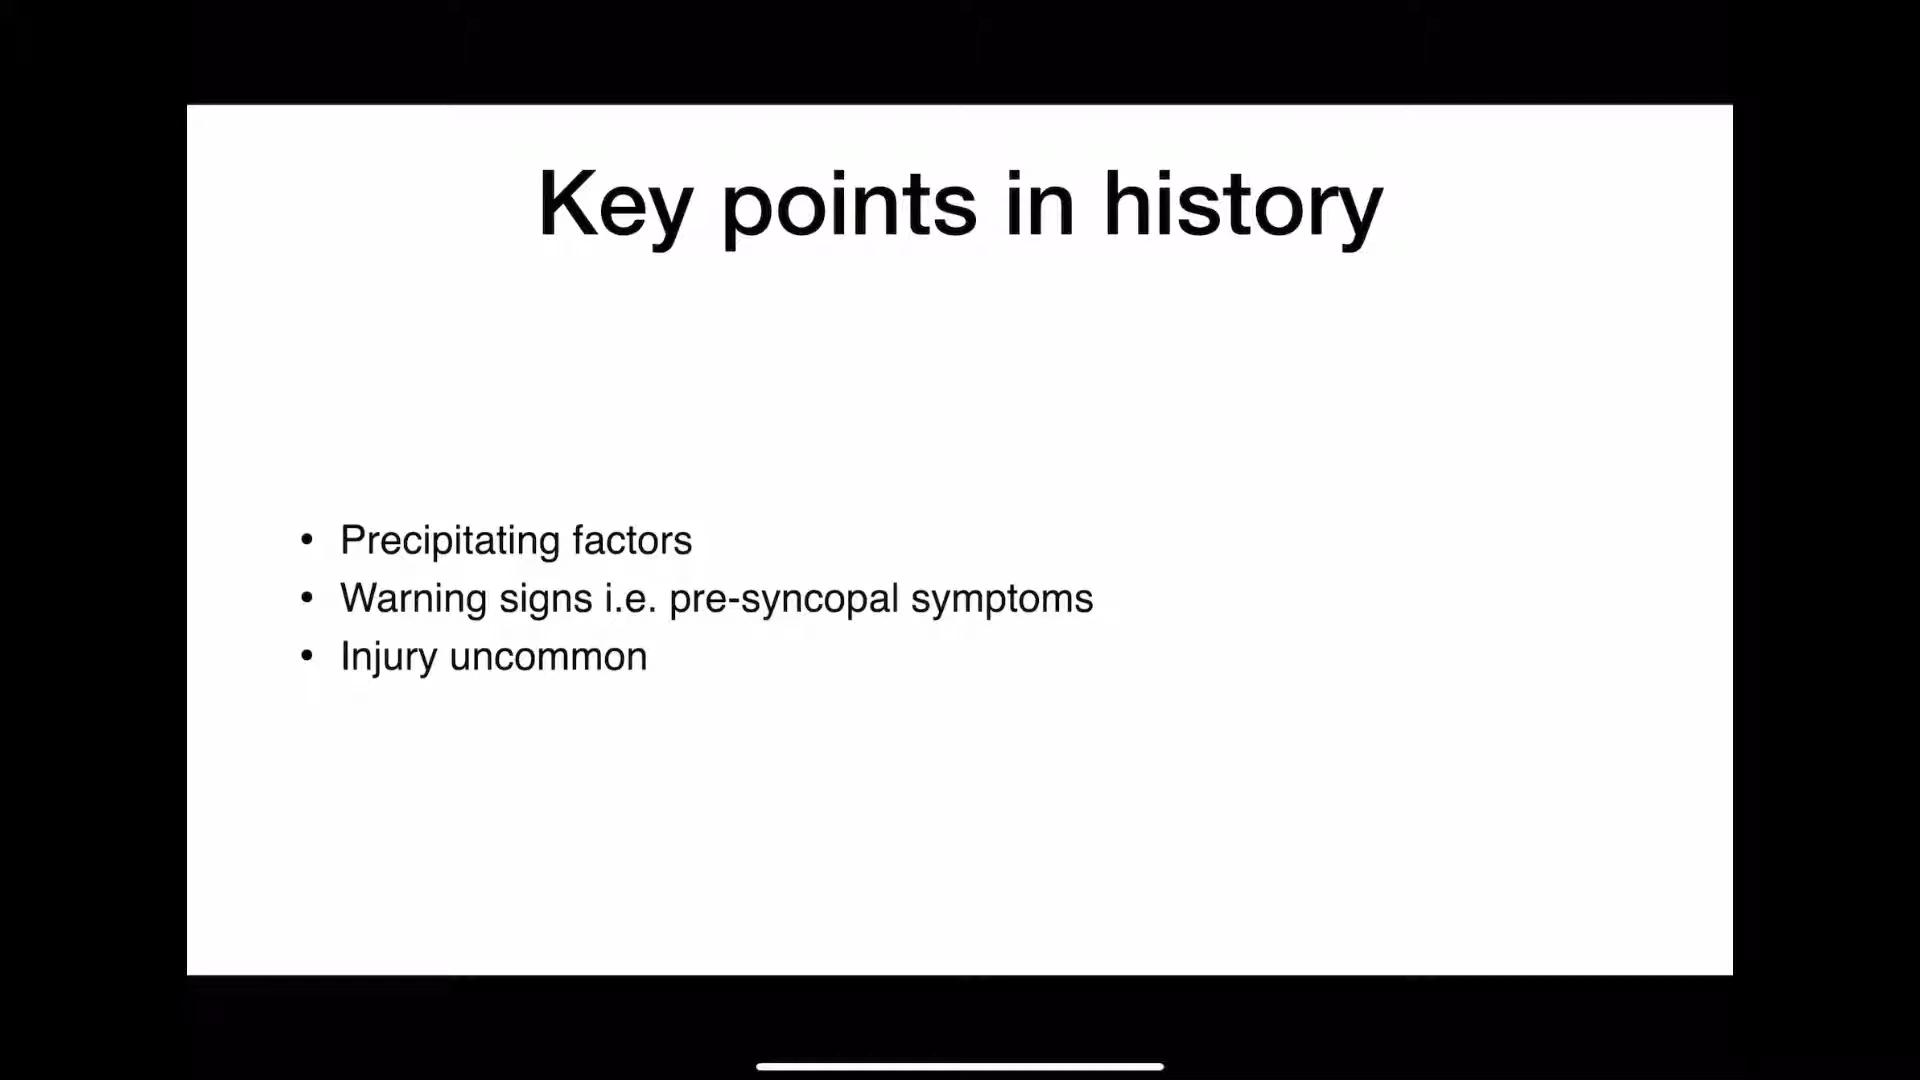 Key points in history
• Precipitating factors
• Warning signs i.e. pre-syncopal symptoms
• Injury uncommon